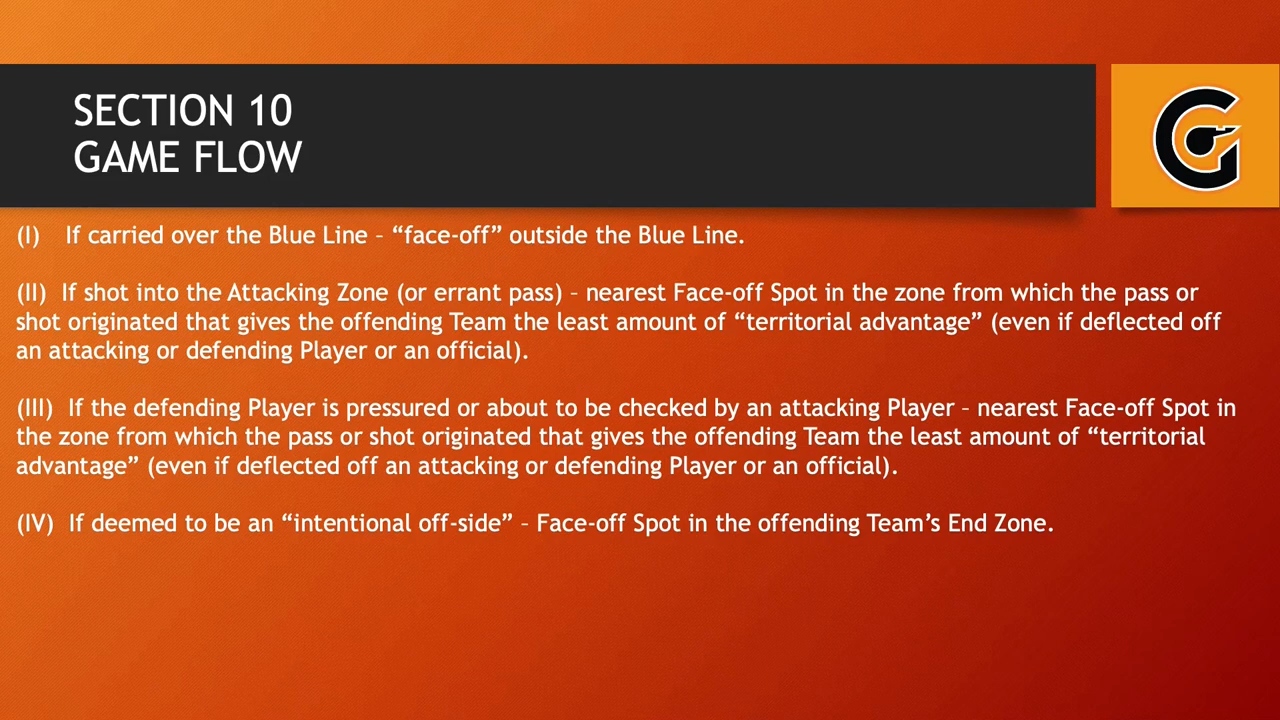 SECTION 10
GAME FLOW
G
(I) If carried over the Blue Line – “face-off” outside the Blue Line.
(II) If shot into the Attacking Zone (or errant pass) – nearest Face-off Spot in the zone from which the pass or
shot originated that gives the offending Team the least amount of “territorial advantage” (even if deflected off
an attacking or defending Player or an official).
(III) If the defending Player is pressured or about to be checked by an attacking Player – nearest Face-off Spot in
the zone from which the pass or shot originated that gives the offending Team the least amount of “territorial
advantage” (even if deflected off an attacking or defending Player or an official).
(IV) If deemed to be an “intentional off-side” – Face-off Spot in the offending Team’s End Zone.